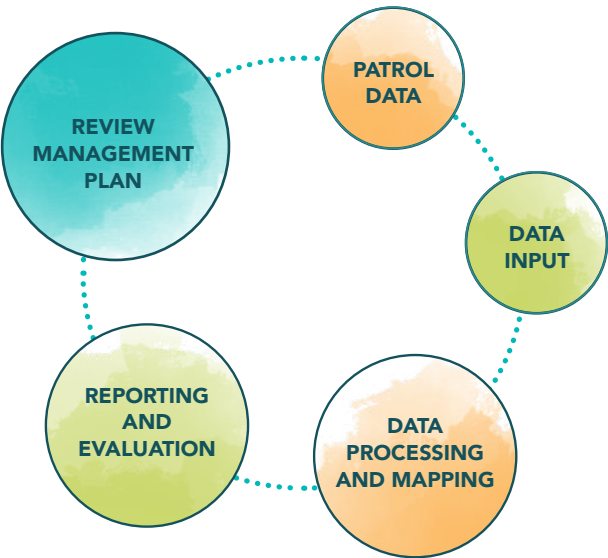 PATROL
DATA
REVIEW
MANAGEMENT
PLAN
DATA
INPUT
REPORTING
AND
EVALUATION
DATA
PROCESSING
AND MAPPING